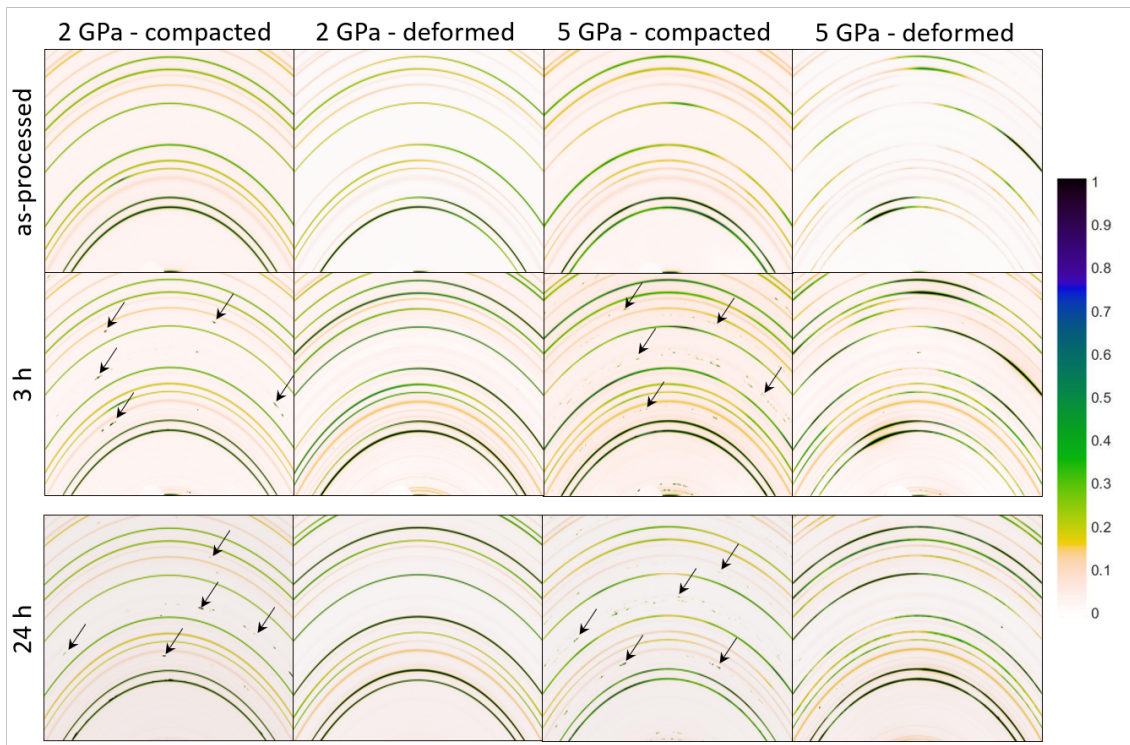 2 GPa - compacted 2 GPa - deformed 5 GPa - compacted 5 GPa - deformed
as-processed
3 h
24 h
1
0.9
0.8
0.7
0.6
0.5
0.4
0.3
0.2
0.1
0